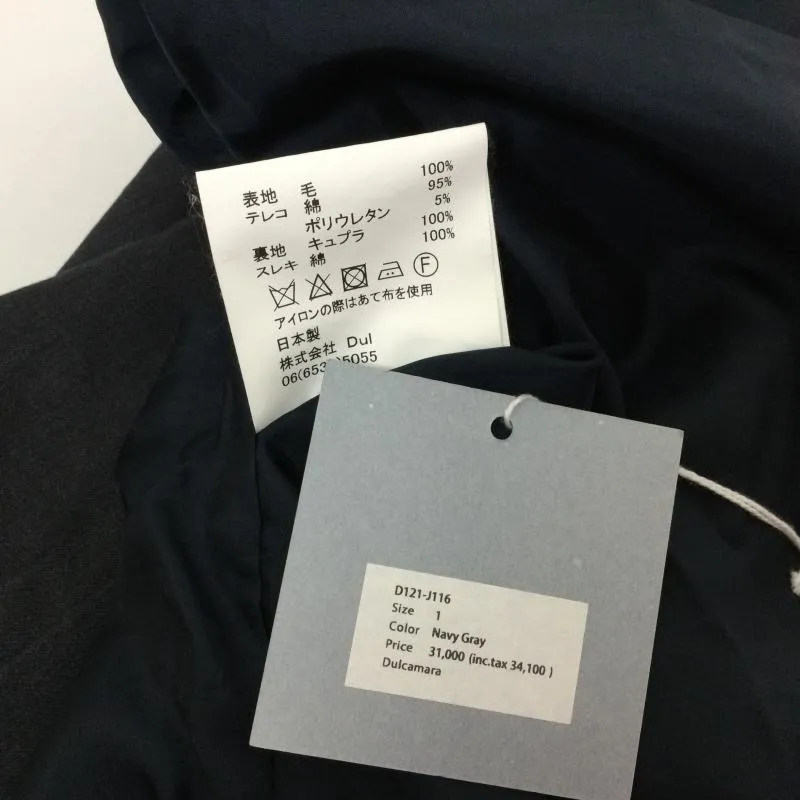 表地 毛 100%
テレコ 綿 95%
ポリウレタン 5%
裏地 キュプラ 100%
スレキ 綿 100%
F
アイロンの際はあて布を使用
日本製
株式会社 Dul
06(653 5055
D121-J116
Size 1
Color Navy Gray
Price 31,000 (inc.tax 34,100 )
Dulcamara